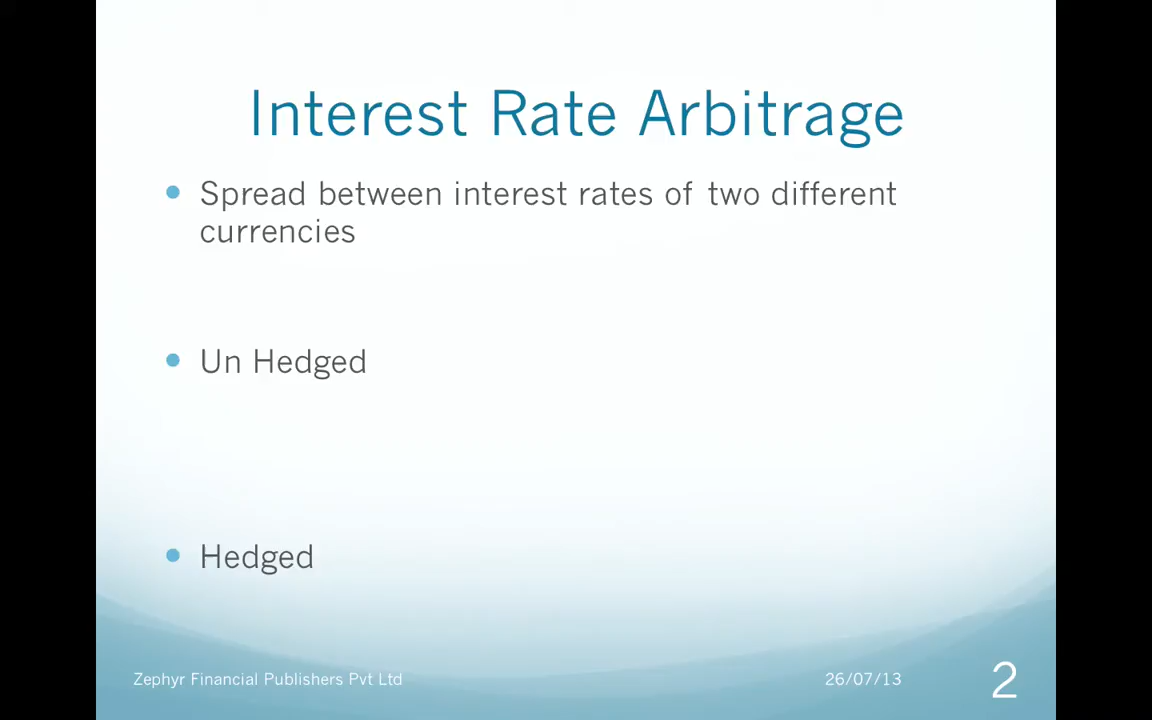 Interest Rate Arbitrage
• Spread between interest rates of two different
currencies
• Un Hedged
• Hedged
Zephyr Financial Publishers Pvt Ltd
26/07/13
2